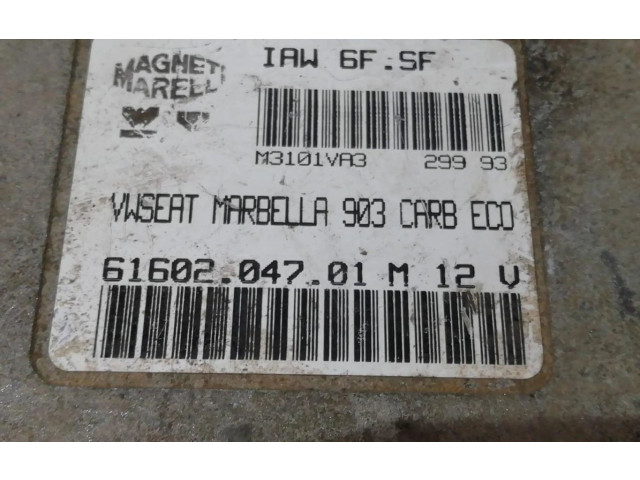 MAGNETI
MARELLI
IAW 6F.SF
M3101VA3 299 93
VWSEAT MARBELLA 903 CARB ECO
61602.047.01 M 12 V